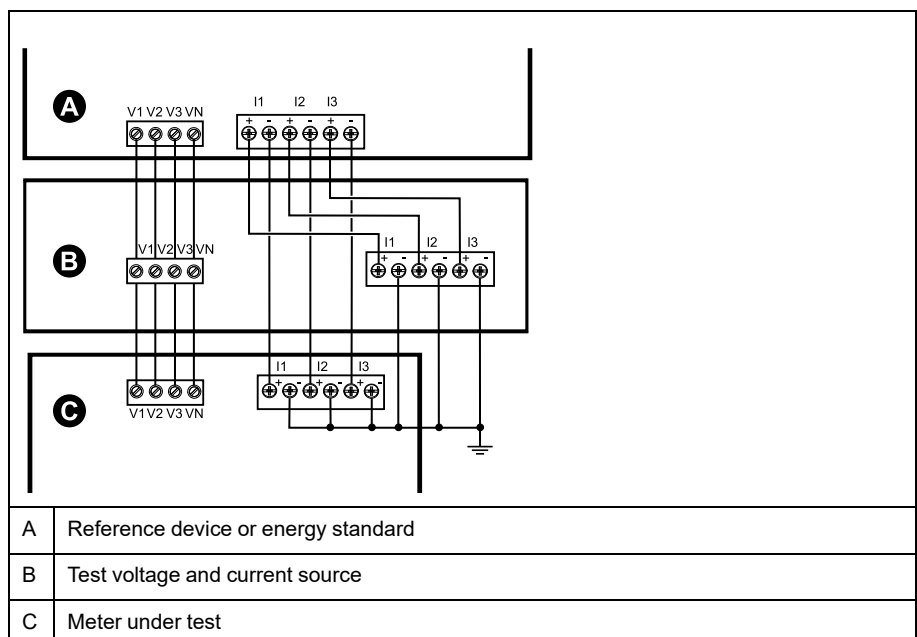 A
V1 V2 V3 VN
I1 I2 I3
+ - + - + -
B
V1 V2 V3 VN
I1 I2 I3
+ - + - + -
C
I1 I2 I3
+ - + - + -
V1 V2 V3 VN
A Reference device or energy standard
B Test voltage and current source
C Meter under test